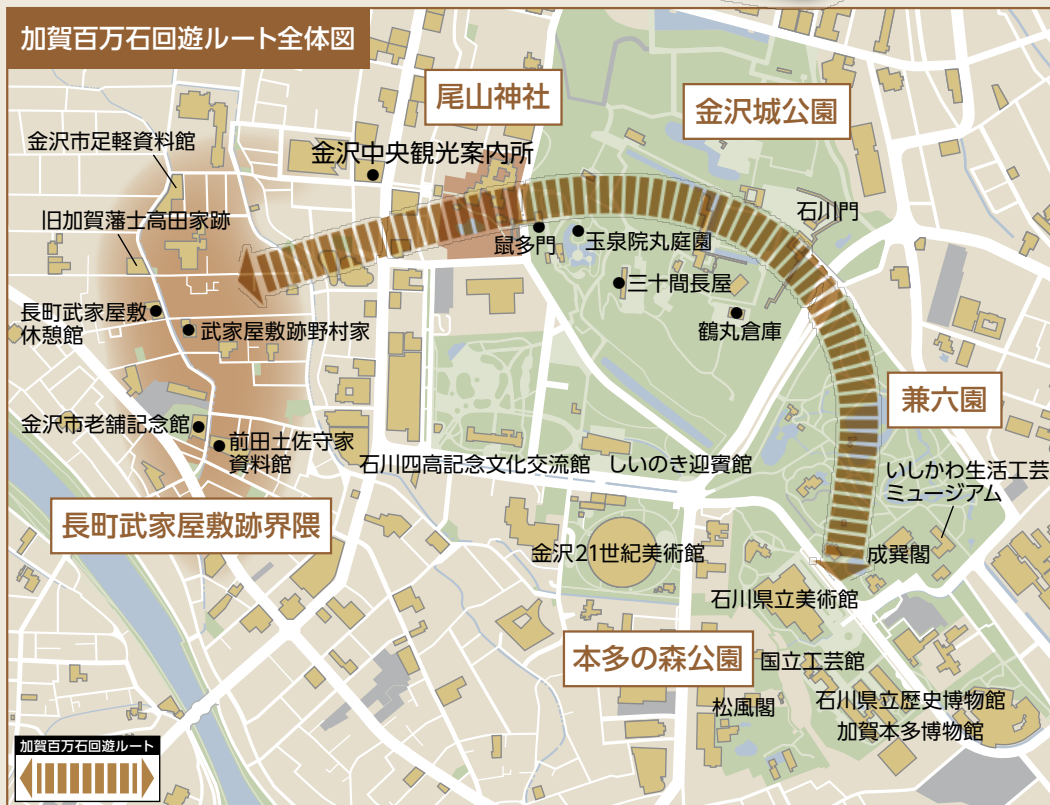 加賀百万石回遊ルート全体図
尾山神社
金沢城公園
金沢市足軽資料館
金沢中央観光案内所
旧加賀藩士高田家跡
石川門
鼠多門
玉泉院丸庭園
三十間長屋
長町武家屋敷
休憩館
武家屋敷跡野村家
鶴丸倉庫
兼六園
金沢市老舗記念館
前田土佐守家
資料館
石川四高記念文化交流館
しいのき迎賓館
いしかわ生活工芸
ミュージアム
長町武家屋敷跡界隈
金沢21世紀美術館
成巽閣
石川県立美術館
本多の森公園
国立工芸館
松風閣
石川県立歴史博物館
加賀本多博物館
加賀百万石回遊ルート